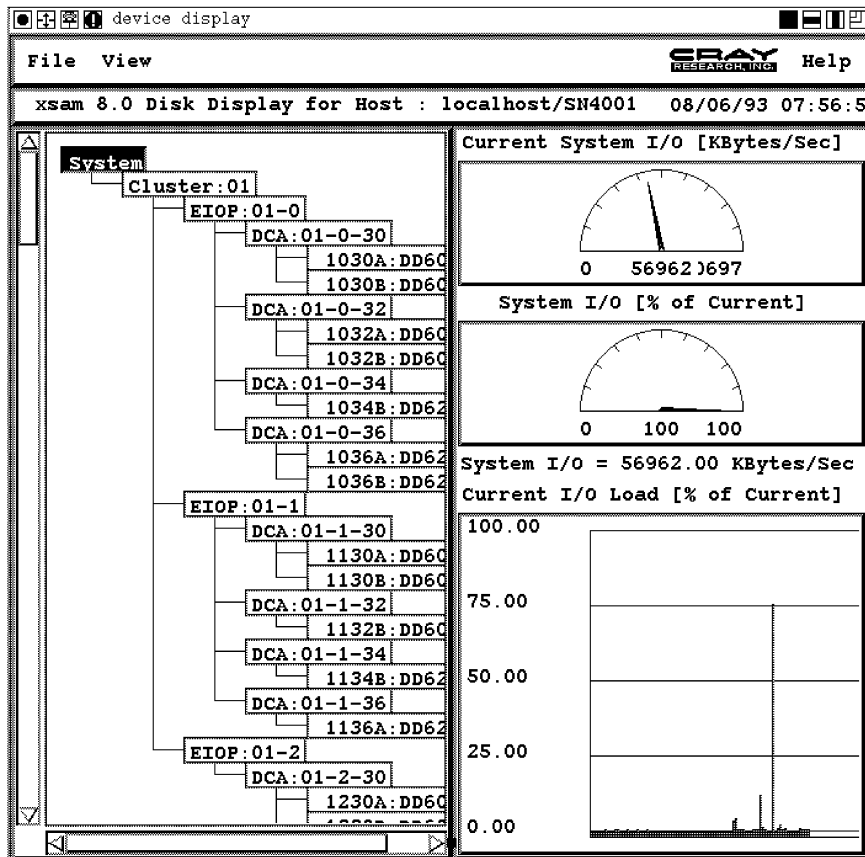 device display
File View CRAY RESEARCH, INC. Help
xsam 8.0 Disk Display for Host : localhost/SN4001 08/06/93 07:56:5
System
Cluster:01
EIOP:01-0
DCA:01-0-30
1030A:DD60
1030B:DD60
DCA:01-0-32
1032A:DD60
1032B:DD60
DCA:01-0-34
1034B:DD62
DCA:01-0-36
1036A:DD62
1036B:DD62
EIOP:01-1
DCA:01-1-30
1130A:DD60
1130B:DD60
DCA:01-1-32
1132B:DD60
DCA:01-1-34
1134B:DD62
DCA:01-1-36
1136A:DD62
EIOP:01-2
DCA:01-2-30
1230A:DD60
Current System I/O [KBytes/Sec]
0 56962 0697
System I/O [% of Current]
0 100 100
System I/O = 56962.00 KBytes/Sec
Current I/O Load [% of Current]
100.00
75.00
50.00
25.00
0.00